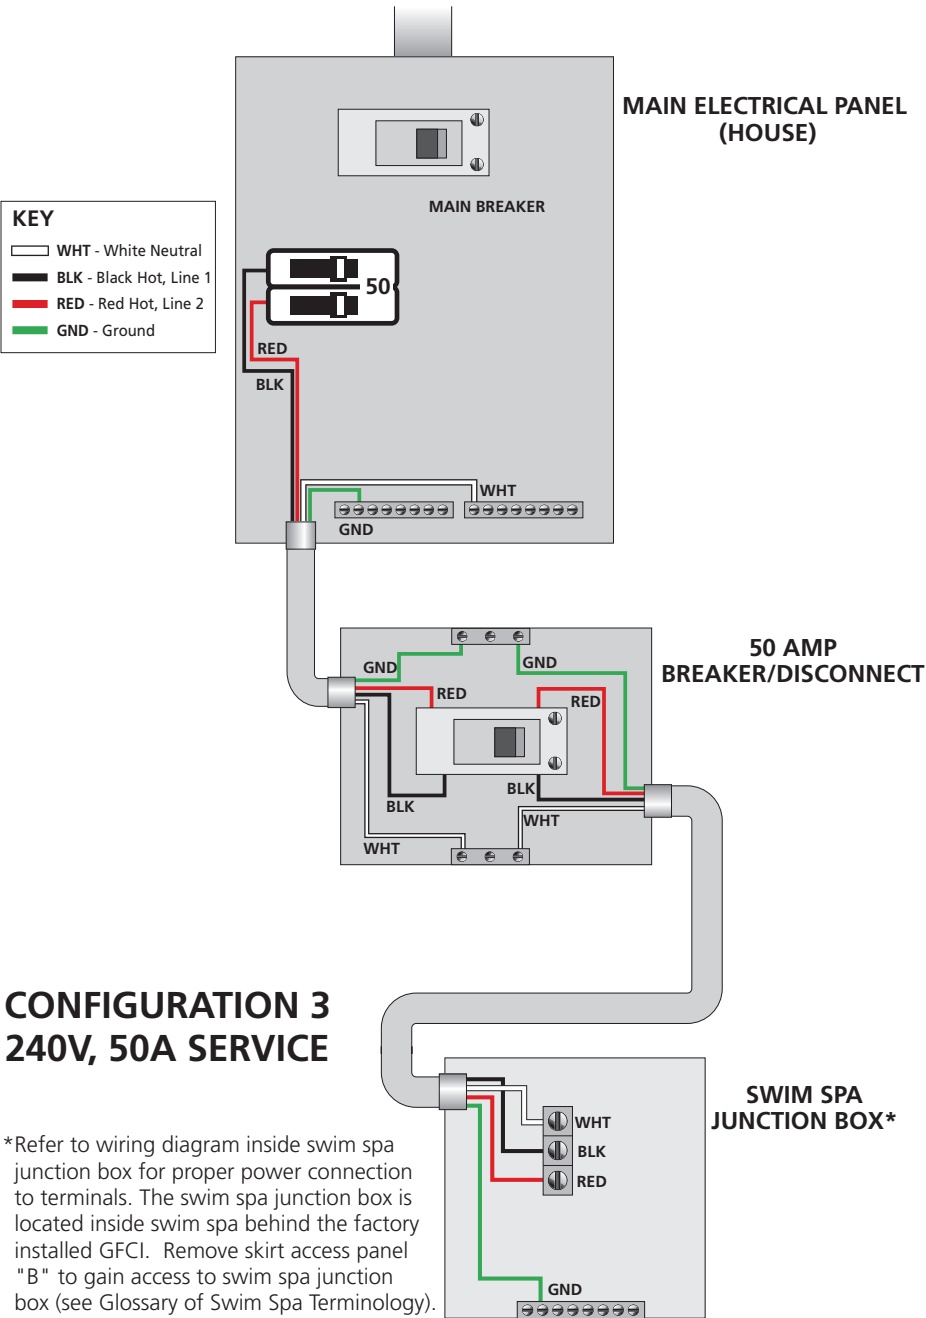 MAIN ELECTRICAL PANEL
(HOUSE)
MAIN BREAKER
KEY
WHT - White Neutral
BLK - Black Hot, Line 1
RED - Red Hot, Line 2
GND - Ground
50
RED
BLK
WHT
GND
50 AMP
BREAKER/DISCONNECT
GND
GND
RED
RED
BLK
BLK
WHT
WHT
CONFIGURATION 3
240V, 50A SERVICE
SWIM SPA
JUNCTION BOX*
WHT
BLK
RED
GND
*Refer to wiring diagram inside swim spa
junction box for proper power connection
to terminals. The swim spa junction box is
located inside swim spa behind the factory
installed GFCI. Remove skirt access panel
"B" to gain access to swim spa junction
box (see Glossary of Swim Spa Terminology).